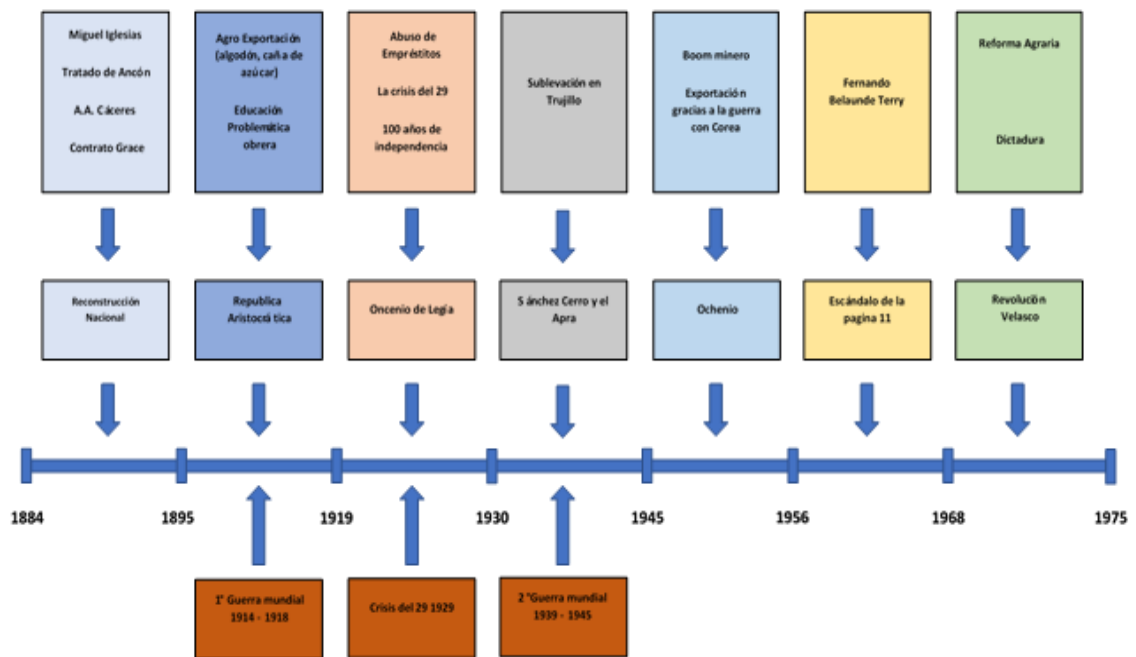 Miguel Iglesias
Tratado de Ancón
A.A. Cáceres
Contrato Grace
Agro Exportación
(algodón, caña de
azúcar)
Educación
Problemática
obrera
Abuso de
Empréstitos
La crisis del 29
100 años de
independencia
Sublevación en
Trujillo
Boom minero
Exportación
gracias a la guerra
con Corea
Fernando
Belaunde Terry
Reforma Agraria
Dictadura
Reconstrucción
Nacional
Republica
Aristocrática
Oncenio de Legía
Sánchez Cerro y el
Apra
Ochenio
Escándalo de la
pagina 11
Revolución
Velasco
1884
1895
1919
1930
1945
1956
1968
1975
1° Guerra mundial
1914 - 1918
Crisis del 29 1929
2 °Guerra mundial
1939 - 1945